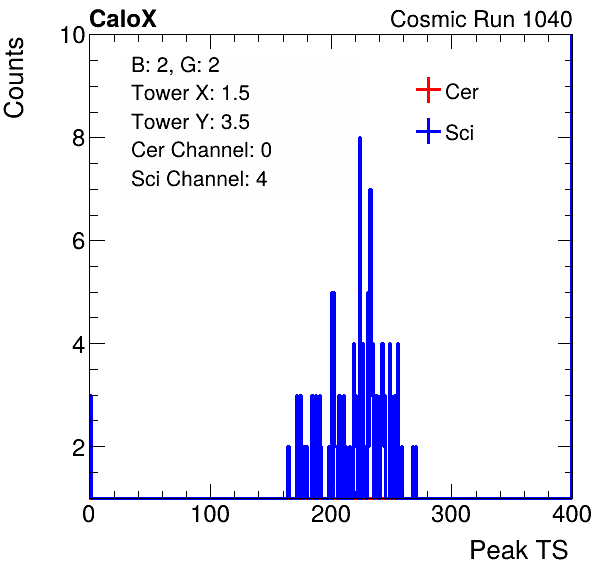 CaloX Cosmic Run 1040
Counts
10
8
6
4
2
B: 2, G: 2
Tower X: 1.5
Tower Y: 3.5
Cer Channel: 0
Sci Channel: 4
Cer
Sci
0 100 200 300 400
Peak TS